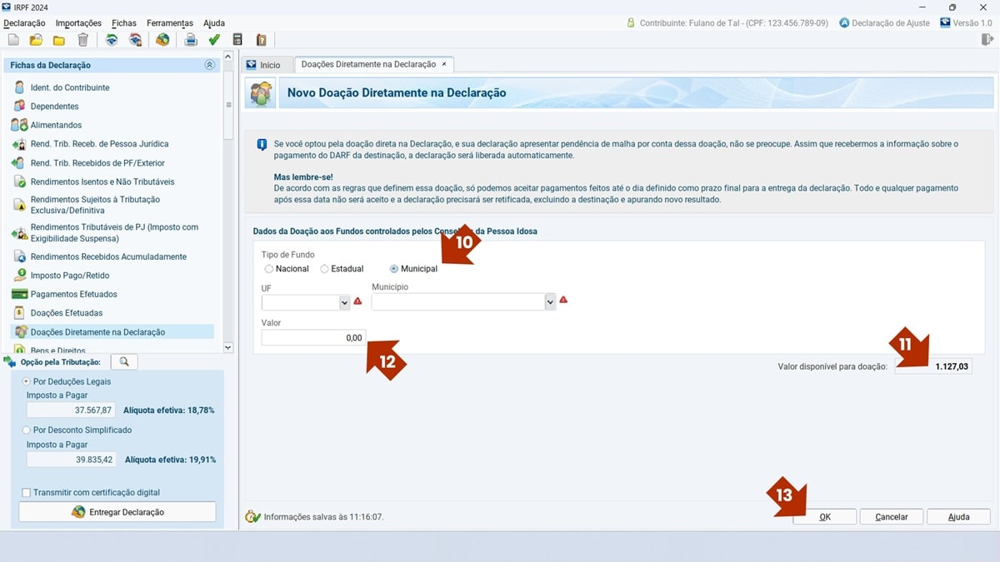 IRPF 2024
Declaração Importações Fichas Ferramentas Ajuda
Contribuinte: Fulano de Tal - (CPF: 123.456.789-09) Declaração de Ajuste Versão 1.0
Fichas da Declaração
Ident. do Contribuinte
Dependentes
Alimentandos
Rend. Trib. Receb. de Pessoa Jurídica
Rend. Trib. Recebidos de PF/Exterior
Rendimentos Isentos e Não Tributáveis
Rendimentos Sujeitos à Tributação
Exclusiva/Definitiva
Rendimentos Tributáveis de PJ (Imposto com
Exigibilidade Suspensa)
Rendimentos Recebidos Acumuladamente
Imposto Pago/Retido
Pagamentos Efetuados
Doações Efetuadas
Doações Diretamente na Declaração
Bens e Direitos
Opção pela Tributação:
Por Deduções Legais
Imposto a Pagar
37.567,87 Alíquota efetiva: 18,78%
Por Desconto Simplificado
Imposto a Pagar
39.835,42 Alíquota efetiva: 19,91%
Transmitir com certificação digital
Entregar Declaração
Início Doações Diretamente na Declaração ×
Novo Doação Diretamente na Declaração
Se você optou pela doação direta na Declaração, e sua declaração apresentar pendência de malha por conta dessa doação, não se preocupe. Assim que recebermos a informação sobre o
pagamento do DARF da destinação, a declaração será liberada automaticamente.
Mas lembre-se!
De acordo com as regras que definem essa doação, só podemos aceitar pagamentos feitos até o dia definido como prazo final para a entrega da declaração. Todo e qualquer pagamento
após essa data não será aceito e a declaração precisará ser retificada, excluindo a destinação e apurando novo resultado.
Dados da Doação aos Fundos controlados pelos da Pessoa Idosa
10
Tipo de Fundo
Nacional Estadual Municipal
UF Município
Valor
0,00
12
11
Valor disponível para doação: 1.127,03
13
Informações salvas às 11:16:07.
OK Cancelar Ajuda